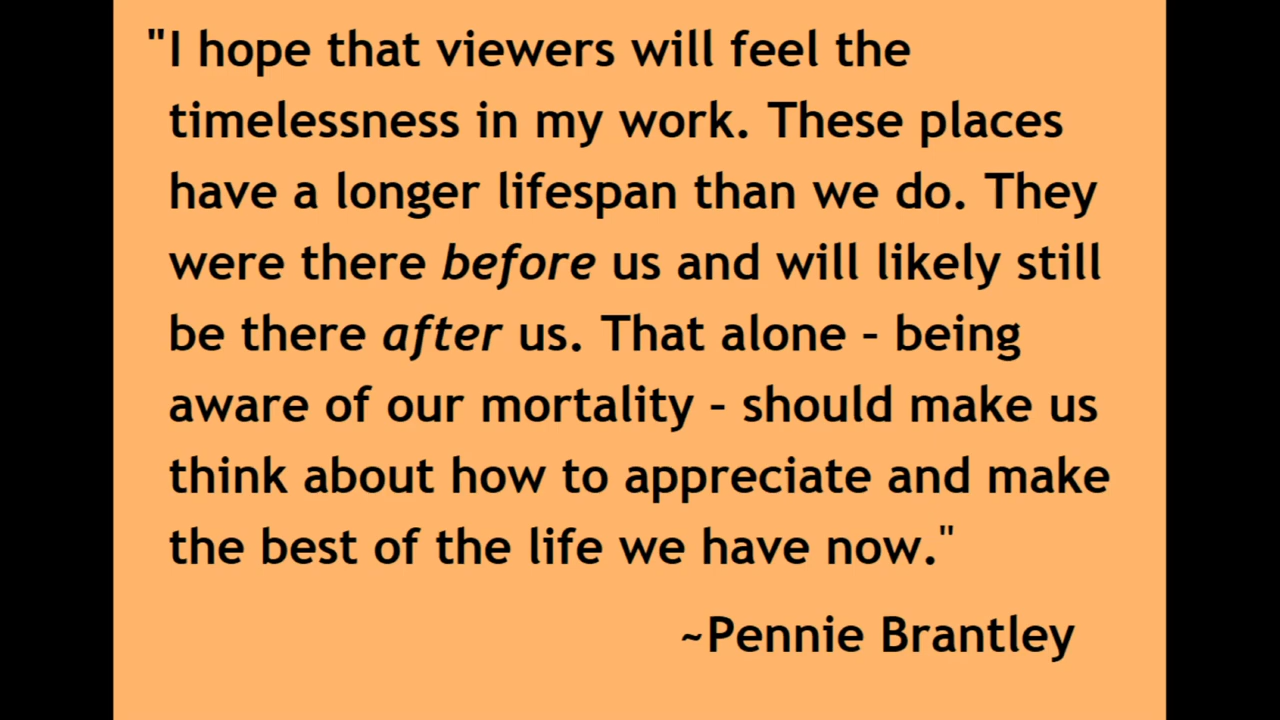 "I hope that viewers will feel the
timelessness in my work. These places
have a longer lifespan than we do. They
were there before us and will likely still
be there after us. That alone – being
aware of our mortality – should make us
think about how to appreciate and make
the best of the life we have now."
~Pennie Brantley